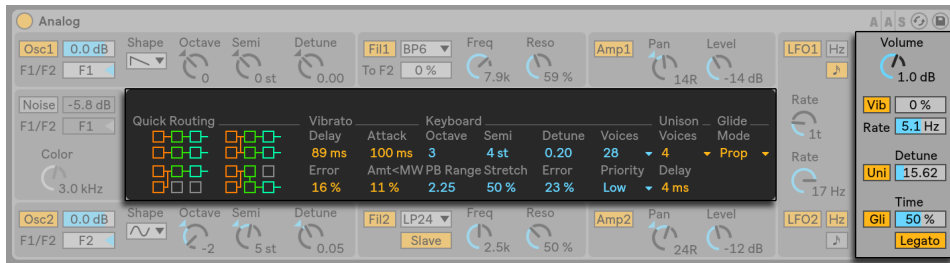 Analog
AAS
Osc1 0.0 dB Shape Octave Semi Detune Fil1 BP6 Freq Reso Amp1 Pan Level LFO1 Hz Volume
F1/F2 F1 0 0 st 0.00 To F2 0 % 7.9k 59 % 14R -14 dB 1.0 dB
Noise -5.8 dB Quick Routing Vibrato Keyboard Unison Glide Rate Vib 0 %
F1/F2 F1 Delay Attack Octave Semi Detune Voices Voices Mode 1t Rate 5.1 Hz
89 ms 100 ms 3 4 st 0.20 28 4 Prop
Color Error Amt<MW PB Range Stretch Error Priority Delay Rate Detune
3.0 kHz 16 % 11 % 2.25 50 % 23 % Low 4 ms 17 Hz Uni 15.62
Osc2 0.0 dB Shape Octave Semi Detune Fil2 LP24 Freq Reso Amp2 Pan Level LFO2 Hz Time
Gli 50 %
F1/F2 F2 -2 5 st 0.05 Slave 2.5k 50 % 24R -12 dB Legato